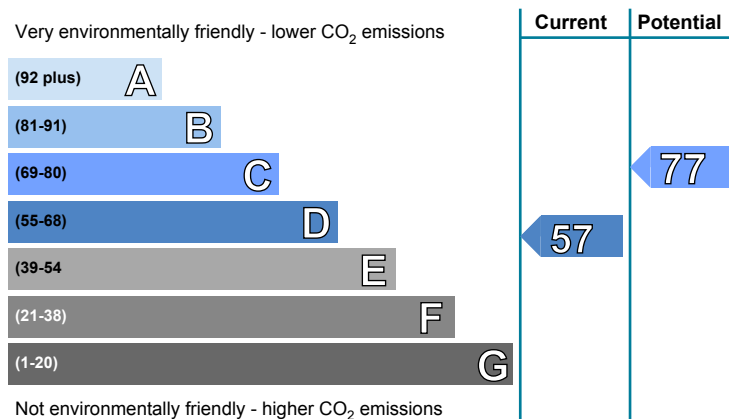 Very environmentally friendly - lower CO₂ emissions
Current
Potential
(92 plus) A
(81-91) B
(69-80) C
77
(55-68) D
57
(39-54 E
(21-38) F
(1-20) G
Not environmentally friendly - higher CO₂ emissions